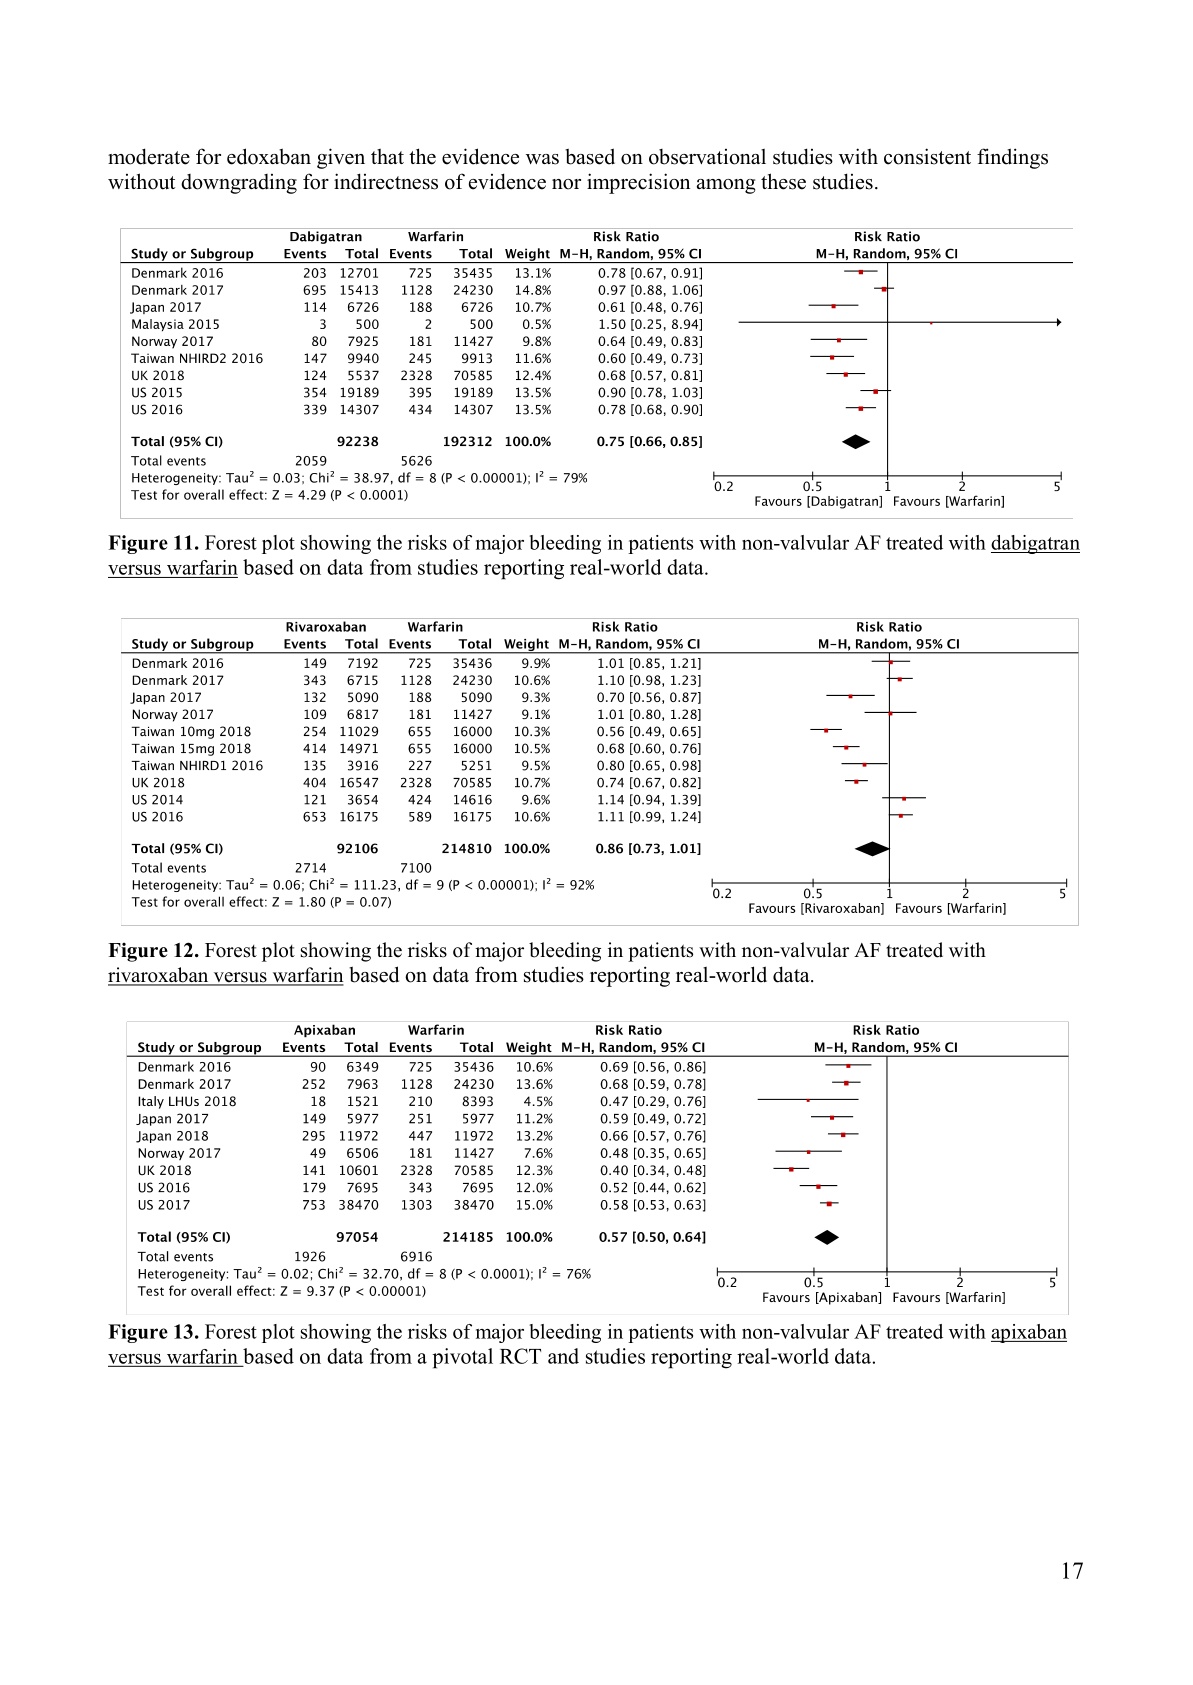 moderate for edoxaban given that the evidence was based on observational studies with consistent findings
without downgrading for indirectness of evidence nor imprecision among these studies.
Dabigatran Warfarin Risk Ratio Risk Ratio
Study or Subgroup Events Total Events Total Weight M-H, Random, 95% CI M-H, Random, 95% CI
Denmark 2016 203 12701 725 35435 13.1% 0.78 [0.67, 0.91]
Denmark 2017 695 15413 1128 24230 14.8% 0.97 [0.88, 1.06]
Japan 2017 114 6726 188 6726 10.7% 0.61 [0.48, 0.76]
Malaysia 2015 3 500 2 500 0.5% 1.50 [0.25, 8.94]
Norway 2017 80 7925 181 11427 9.8% 0.64 [0.49, 0.83]
Taiwan NHIRD2 2016 147 9940 245 9913 11.6% 0.60 [0.49, 0.73]
UK 2018 124 5537 2328 70585 12.4% 0.68 [0.57, 0.81]
US 2015 354 19189 395 19189 13.5% 0.90 [0.78, 1.03]
US 2016 339 14307 434 14307 13.5% 0.78 [0.68, 0.90]
Total (95% CI) 92238 192312 100.0% 0.75 [0.66, 0.85]
Total events 2059 5626
Heterogeneity: Tau² = 0.03; Chi² = 38.97, df = 8 (P < 0.00001); I² = 79%
Test for overall effect: Z = 4.29 (P < 0.0001)
0.2 0.5 1 2 5
Favours [Dabigatran] Favours [Warfarin]
Figure 11. Forest plot showing the risks of major bleeding in patients with non-valvular AF treated with dabigatran
versus warfarin based on data from studies reporting real-world data.
Rivaroxaban Warfarin Risk Ratio Risk Ratio
Study or Subgroup Events Total Events Total Weight M-H, Random, 95% CI M-H, Random, 95% CI
Denmark 2016 149 7192 725 35436 9.9% 1.01 [0.85, 1.21]
Denmark 2017 343 6715 1128 24230 10.6% 1.10 [0.98, 1.23]
Japan 2017 132 5090 188 5090 9.3% 0.70 [0.56, 0.87]
Norway 2017 109 6817 181 11427 9.1% 1.01 [0.80, 1.28]
Taiwan 10mg 2018 254 11029 655 16000 10.3% 0.56 [0.49, 0.65]
Taiwan 15mg 2018 414 14971 655 16000 10.5% 0.68 [0.60, 0.76]
Taiwan NHIRD1 2016 135 3916 227 5251 9.5% 0.80 [0.65, 0.98]
UK 2018 404 16547 2328 70585 10.7% 0.74 [0.67, 0.82]
US 2014 121 3654 424 14616 9.6% 1.14 [0.94, 1.39]
US 2016 653 16175 589 16175 10.6% 1.11 [0.99, 1.24]
Total (95% CI) 92106 214810 100.0% 0.86 [0.73, 1.01]
Total events 2714 7100
Heterogeneity: Tau² = 0.06; Chi² = 111.23, df = 9 (P < 0.00001); I² = 92%
Test for overall effect: Z = 1.80 (P = 0.07)
0.2 0.5 1 2 5
Favours [Rivaroxaban] Favours [Warfarin]
Figure 12. Forest plot showing the risks of major bleeding in patients with non-valvular AF treated with
rivaroxaban versus warfarin based on data from studies reporting real-world data.
Apixaban Warfarin Risk Ratio Risk Ratio
Study or Subgroup Events Total Events Total Weight M-H, Random, 95% CI M-H, Random, 95% CI
Denmark 2016 90 6349 725 35436 10.6% 0.69 [0.56, 0.86]
Denmark 2017 252 7963 1128 24230 13.6% 0.68 [0.59, 0.78]
Italy LHUs 2018 18 1521 210 8393 4.5% 0.47 [0.29, 0.76]
Japan 2017 149 5977 251 5977 11.2% 0.59 [0.49, 0.72]
Japan 2018 295 11972 447 11972 13.2% 0.66 [0.57, 0.76]
Norway 2017 49 6506 181 11427 7.6% 0.48 [0.35, 0.65]
UK 2018 141 10601 2328 70585 12.3% 0.40 [0.34, 0.48]
US 2016 179 7695 343 7695 12.0% 0.52 [0.44, 0.62]
US 2017 753 38470 1303 38470 15.0% 0.58 [0.53, 0.63]
Total (95% CI) 97054 214185 100.0% 0.57 [0.50, 0.64]
Total events 1926 6916
Heterogeneity: Tau² = 0.02; Chi² = 32.70, df = 8 (P < 0.0001); I² = 76%
Test for overall effect: Z = 9.37 (P < 0.00001)
0.2 0.5 1 2 5
Favours [Apixaban] Favours [Warfarin]
Figure 13. Forest plot showing the risks of major bleeding in patients with non-valvular AF treated with apixaban
versus warfarin based on data from a pivotal RCT and studies reporting real-world data.
17